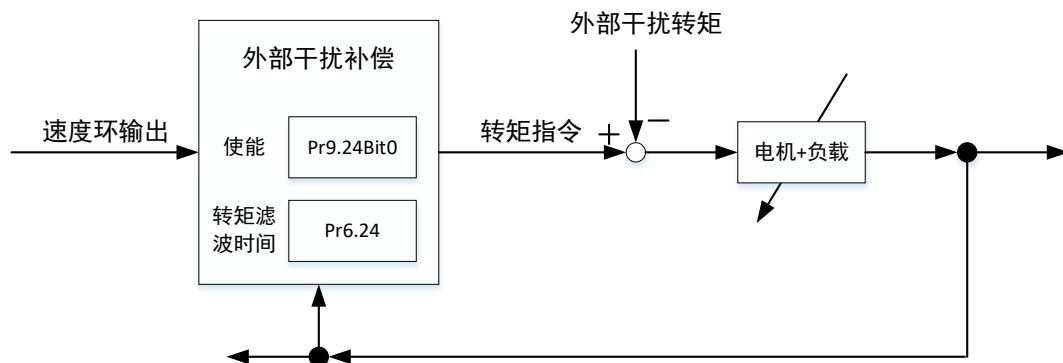 外部干扰转矩
外部干扰补偿
速度环输出
使能
Pr9.24Bit0
转矩指令
+
−
电机+负载
转矩滤
波时间
Pr6.24